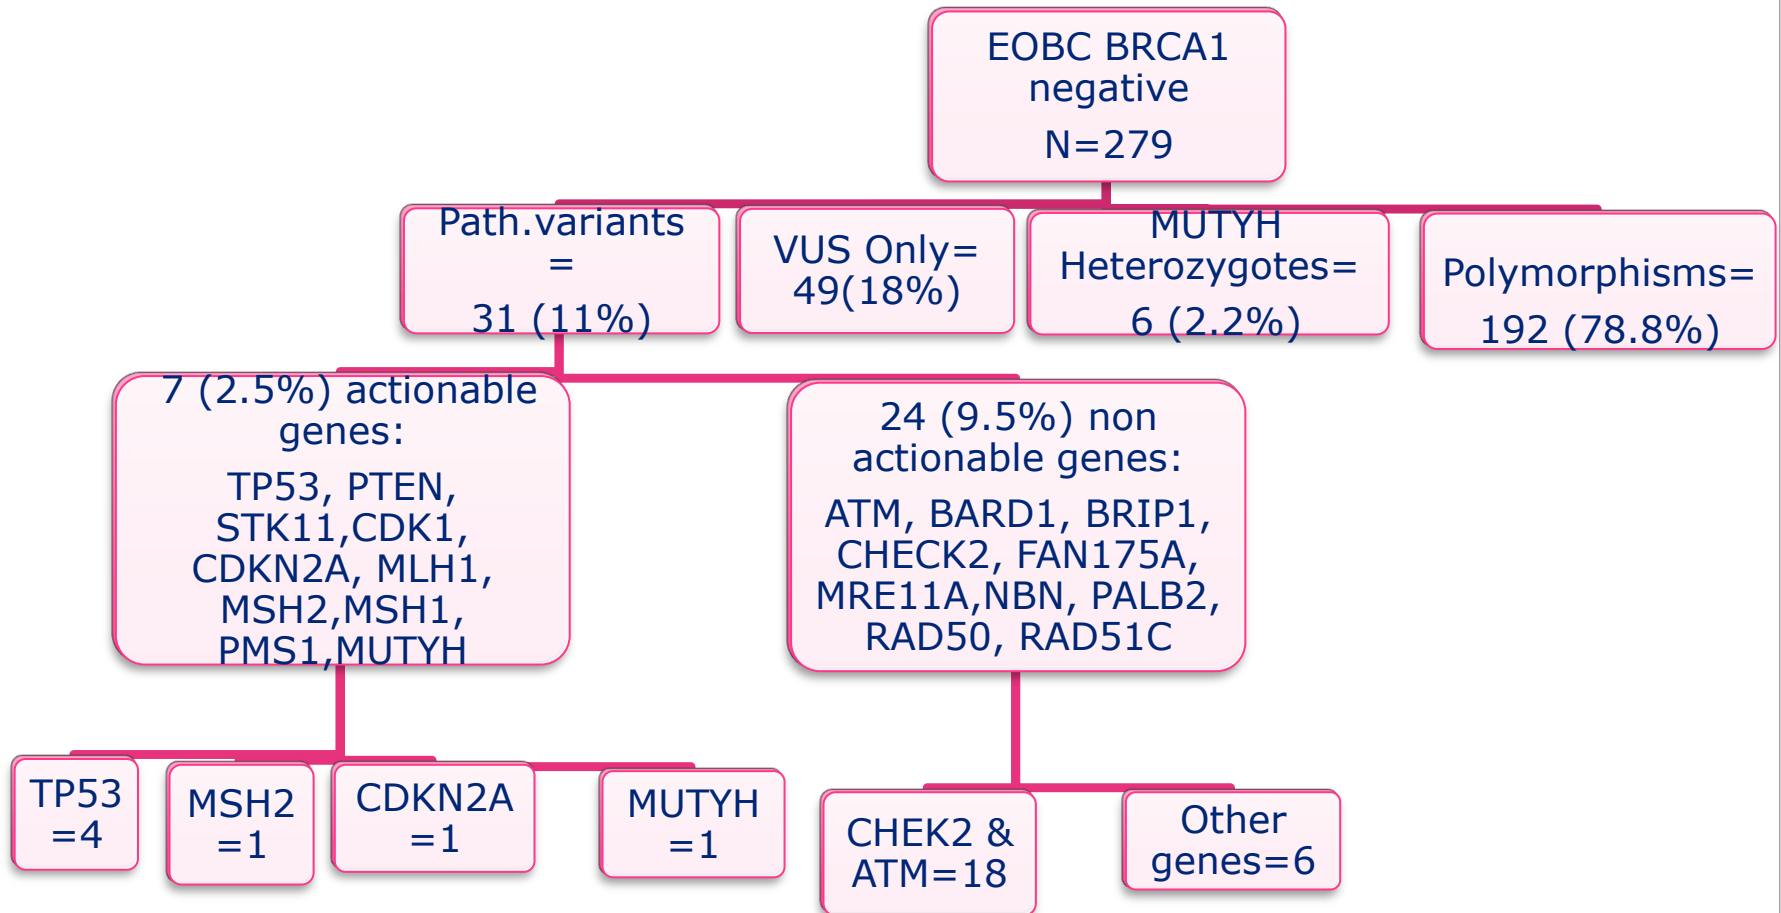 EOBC BRCA1
negative
N=279
Path.variants
=
31 (11%)
VUS Only=
49(18%)
MUTYH
Heterozygotes=
6 (2.2%)
Polymorphisms=
192 (78.8%)
7 (2.5%) actionable
genes:
TP53, PTEN,
STK11,CDK1,
CDKN2A, MLH1,
MSH2,MSH1,
PMS1,MUTYH
24 (9.5%) non
actionable genes:
ATM, BARD1, BRIP1,
CHECK2, FAN175A,
MRE11A,NBN, PALB2,
RAD50, RAD51C
TP53
=4
MSH2
=1
CDKN2A
=1
MUTYH
=1
CHEK2 &
ATM=18
Other
genes=6